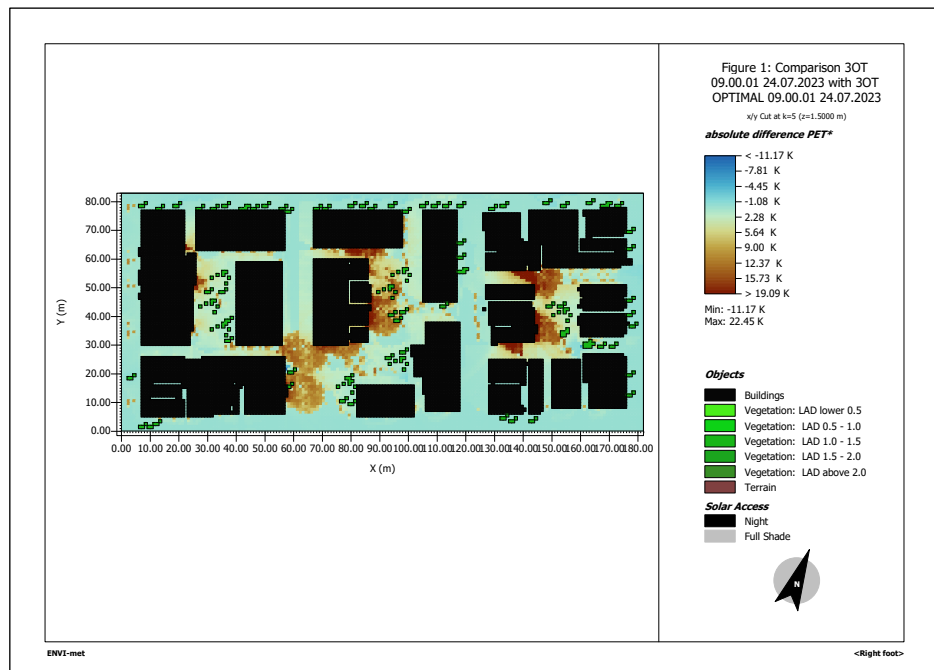 Figure 1: Comparison 3OT
09.00.01 24.07.2023 with 3OT
OPTIMAL 09.00.01 24.07.2023
x/y Cut at k=5 (z=1.5000 m)
absolute difference PET*
< -11.17 K
-7.81 K
-4.45 K
-1.08 K
2.28 K
5.64 K
9.00 K
12.37 K
15.73 K
> 19.09 K
Min: -11.17 K
Max: 22.45 K
Objects
Buildings
Vegetation: LAD lower 0.5
Vegetation: LAD 0.5 - 1.0
Vegetation: LAD 1.0 - 1.5
Vegetation: LAD 1.5 - 2.0
Vegetation: LAD above 2.0
Terrain
Solar Access
Night
Full Shade
N
80.00
70.00
60.00
50.00
40.00
30.00
20.00
10.00
0.00
Y (m)
0.00 10.00 20.00 30.00 40.00 50.00 60.00 70.00 80.00 90.00 100.00 110.00 120.00 130.00 140.00 150.00 160.00 170.00 180.00
X (m)
ENVI-met
<Right foot>